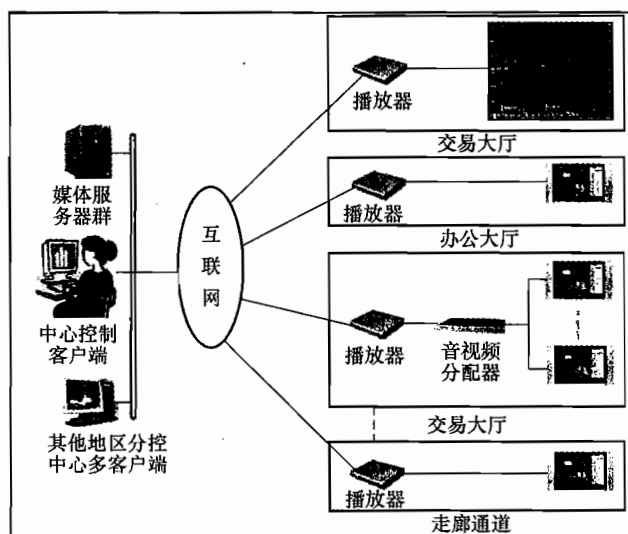 媒体服
务器群
中心控制
客户端
其他地区分控
中心多客户端
互
联
网
播放器
交易大厅
播放器
办公大厅
播放器
音视频
分配器
交易大厅
播放器
走廊通道